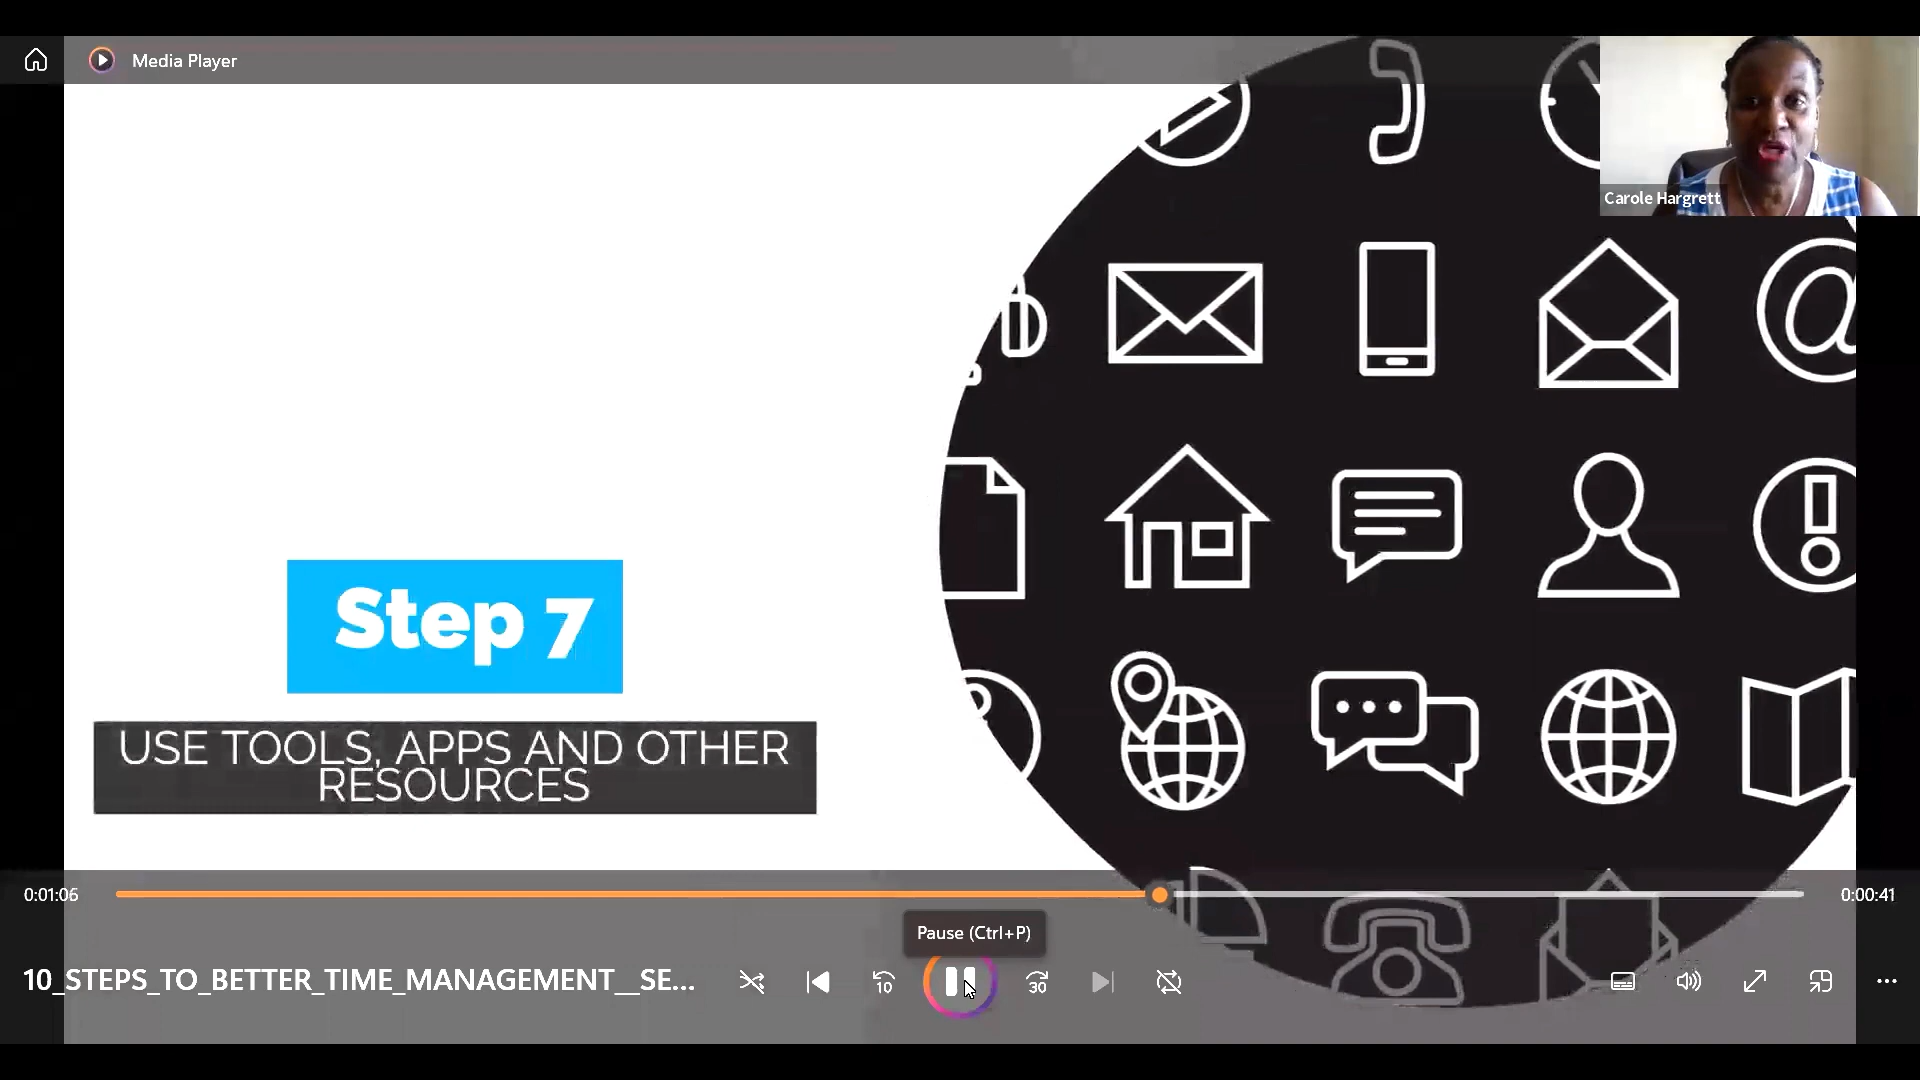 Media Player
Carole Hargrett
Step 7
USE TOOLS, APPS AND OTHER
RESOURCES
0:01:06
0:00:41
Pause (Ctrl+P)
10_STEPS_TO_BETTER_TIME_MANAGEMENT__SE...
10
30